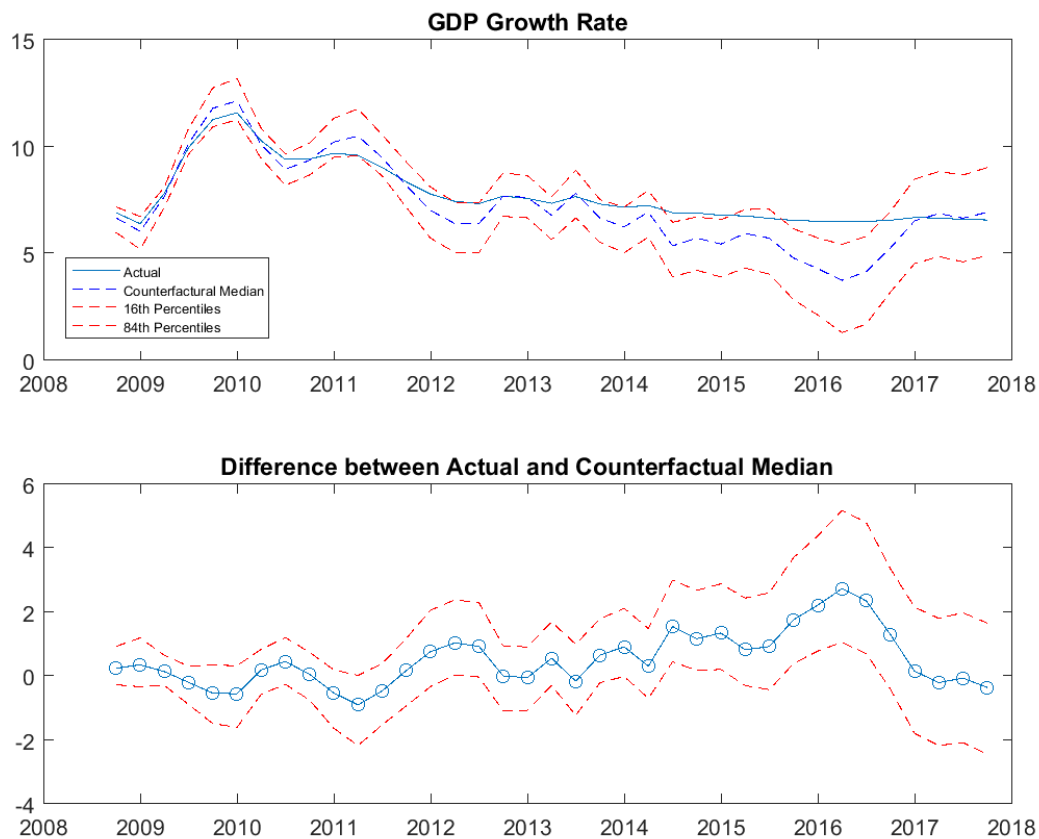 GDP Growth Rate
15
10
5
0
Actual
Counterfactural Median
16th Percentiles
84th Percentiles
2008 2009 2010 2011 2012 2013 2014 2015 2016 2017 2018
Difference between Actual and Counterfactual Median
6
4
2
0
-2
-4
2008 2009 2010 2011 2012 2013 2014 2015 2016 2017 2018